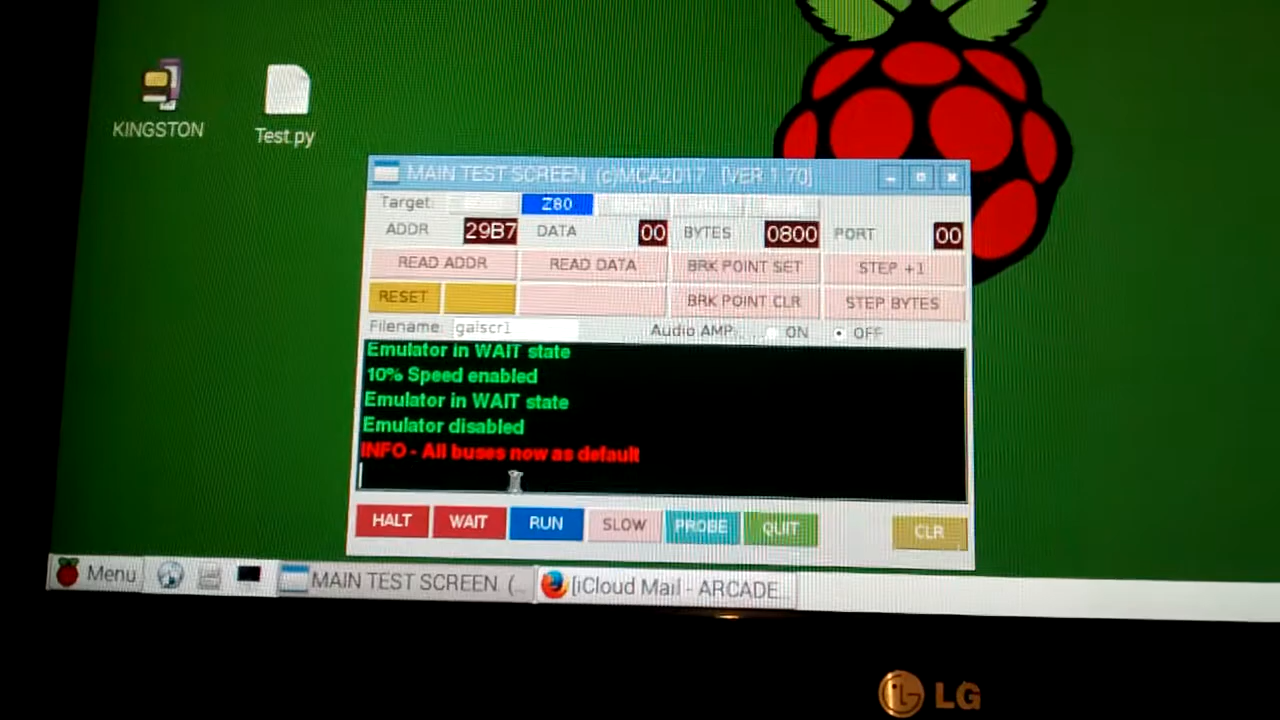 KINGSTON
Test.py
MAIN TEST SCREEN (c)MCA2017 [VER 1.70]
Target: Z80
ADDR 29B7 DATA 00 BYTES 0800 PORT 00
READ ADDR READ DATA BRK POINT SET STEP +1
RESET BRK POINT CLR STEP BYTES
Filename: galscr1 Audio AMP.... ON OFF
Emulator in WAIT state
10% Speed enabled
Emulator in WAIT state
Emulator disabled
INFO - All buses now as default
HALT WAIT RUN SLOW PROBE QUIT CLR
Menu MAIN TEST SCREEN (... [iCloud Mail - ARCADE...
LG